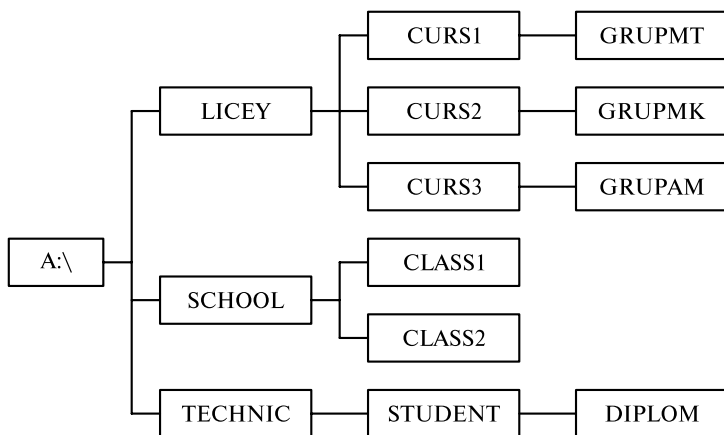 CURS1 GRUPMT
LICEY CURS2 GRUPMK
CURS3 GRUPAM
A:\
CLASS1
SCHOOL
CLASS2
TECHNIC STUDENT DIPLOM